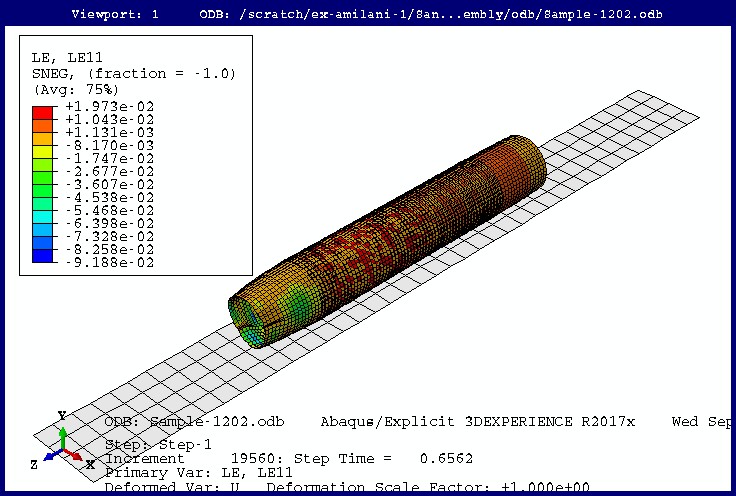 Viewport: 1 ODB: /scratch/ex-amilani-1/San...embly/odb/Sample-1202.odb
LE, LE11
SNEG, (fraction = -1.0)
(Avg: 75%)
+1.973e-02
+1.043e-02
+1.131e-03
-8.170e-03
-1.747e-02
-2.677e-02
-3.607e-02
-4.538e-02
-5.468e-02
-6.398e-02
-7.328e-02
-8.258e-02
-9.188e-02
Y
Z X
ODB: Sample-1202.odb Abaqus/Explicit 3DEXPERIENCE R2017x Wed Sep
Step: Step-1
Increment 19560: Step Time = 0.6562
Primary Var: LE, LE11
Deformed Var: U Deformation Scale Factor: +1.000e+00